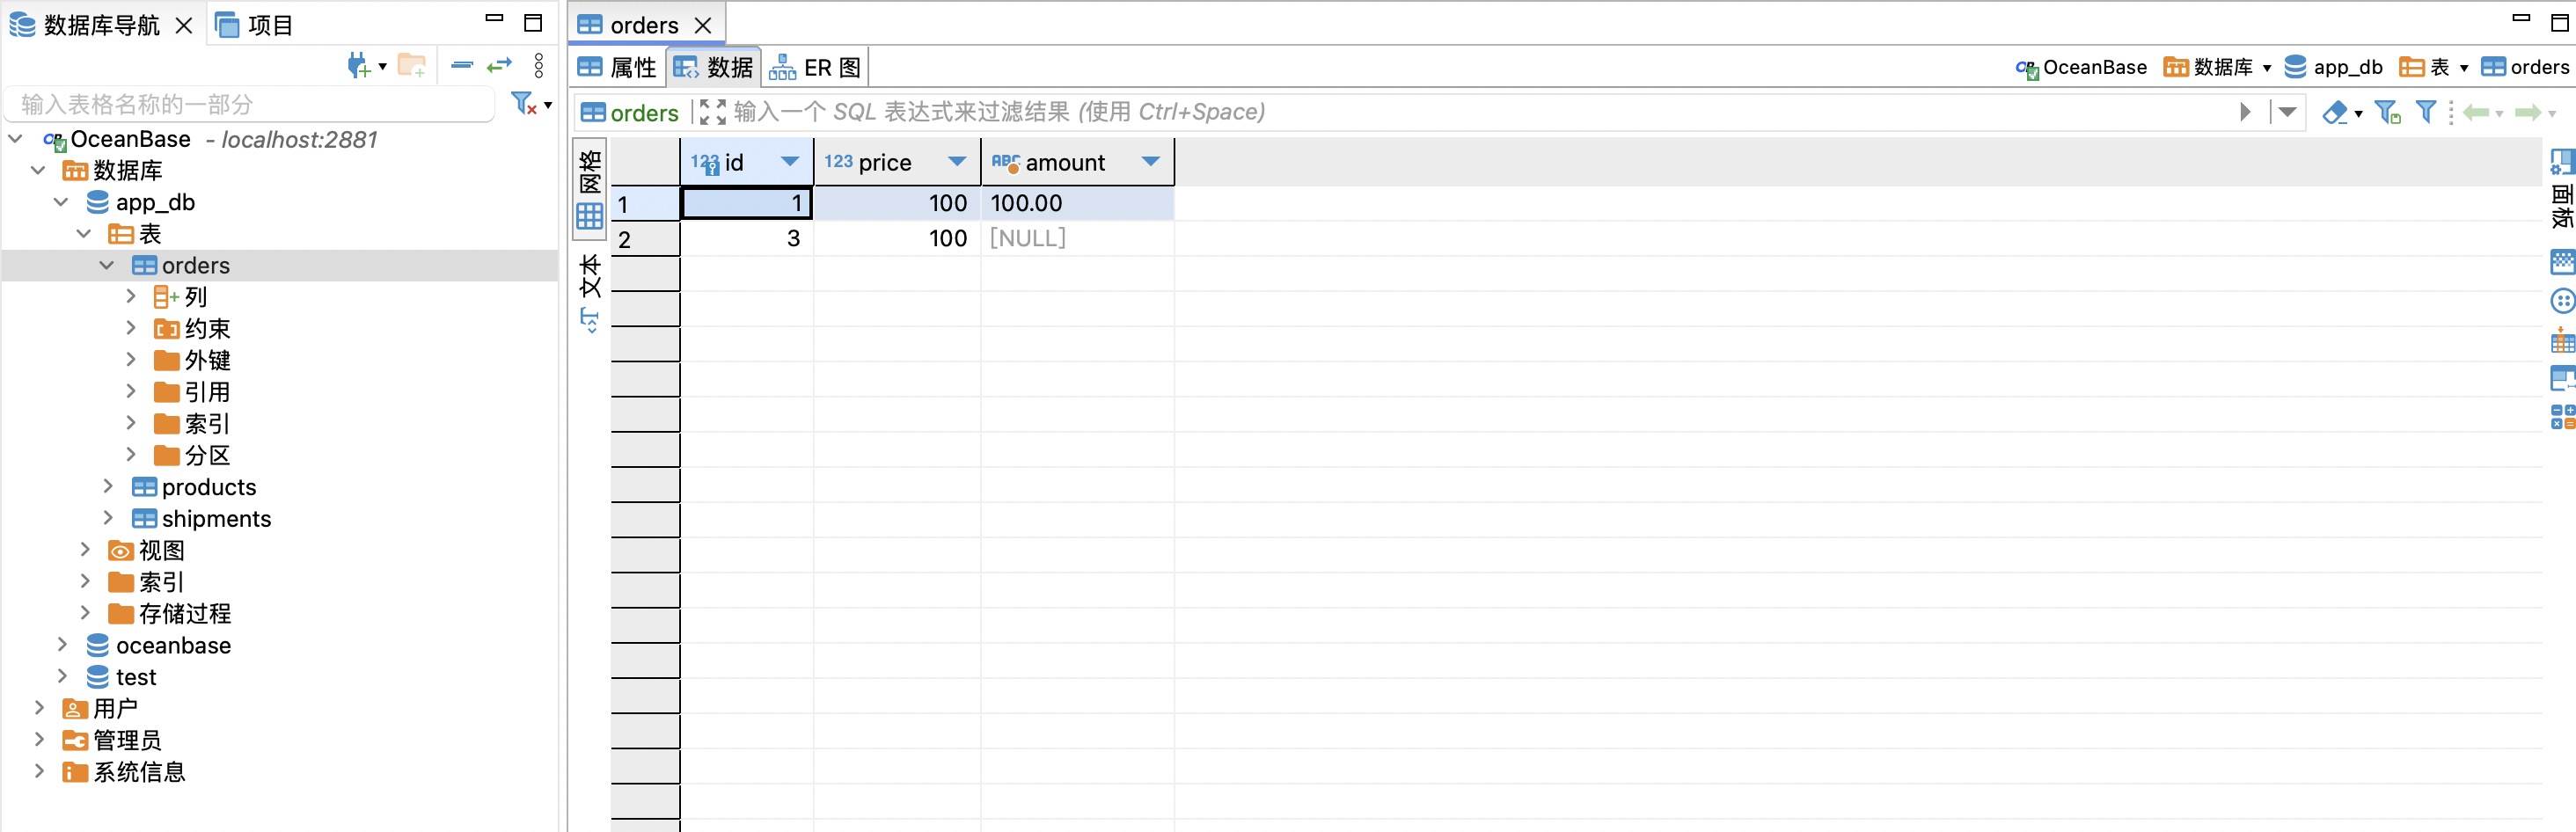 数据库导航 项目
输入表格名称的一部分
OceanBase - localhost:2881
数据库
app_db
表
orders
列
约束
外键
引用
索引
分区
products
shipments
视图
索引
存储过程
oceanbase
test
用户
管理员
系统信息
orders
属性 数据 ER 图
OceanBase 数据库 app_db 表 orders
orders 输入一个 SQL 表达式来过滤结果 (使用 Ctrl+Space)
网格
文本
123 id 123 price ABC amount
1 1 100 100.00
2 3 100 [NULL]
面板